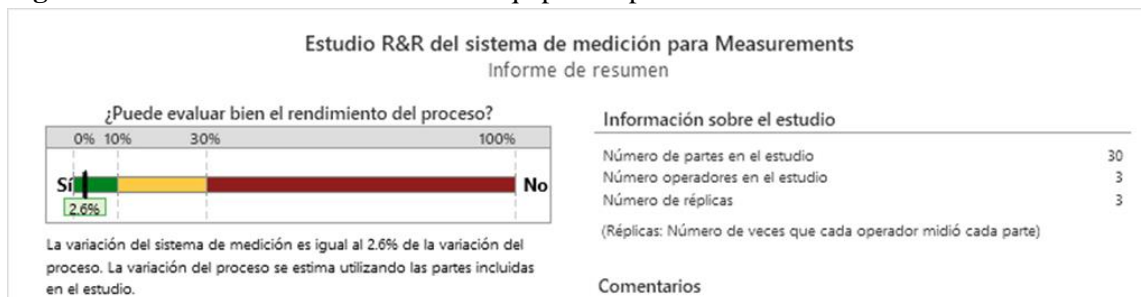 Estudio R&R del sistema de medición para Measurements
Informe de resumen
¿Puede evaluar bien el rendimiento del proceso?
0% 10% 30% 100%
Sí No
2.6%
La variación del sistema de medición es igual al 2.6% de la variación del
proceso. La variación del proceso se estima utilizando las partes incluidas
en el estudio.
Información sobre el estudio
Número de partes en el estudio 30
Número operadores en el estudio 3
Número de réplicas 3
(Réplicas: Número de veces que cada operador midió cada parte)
Comentarios